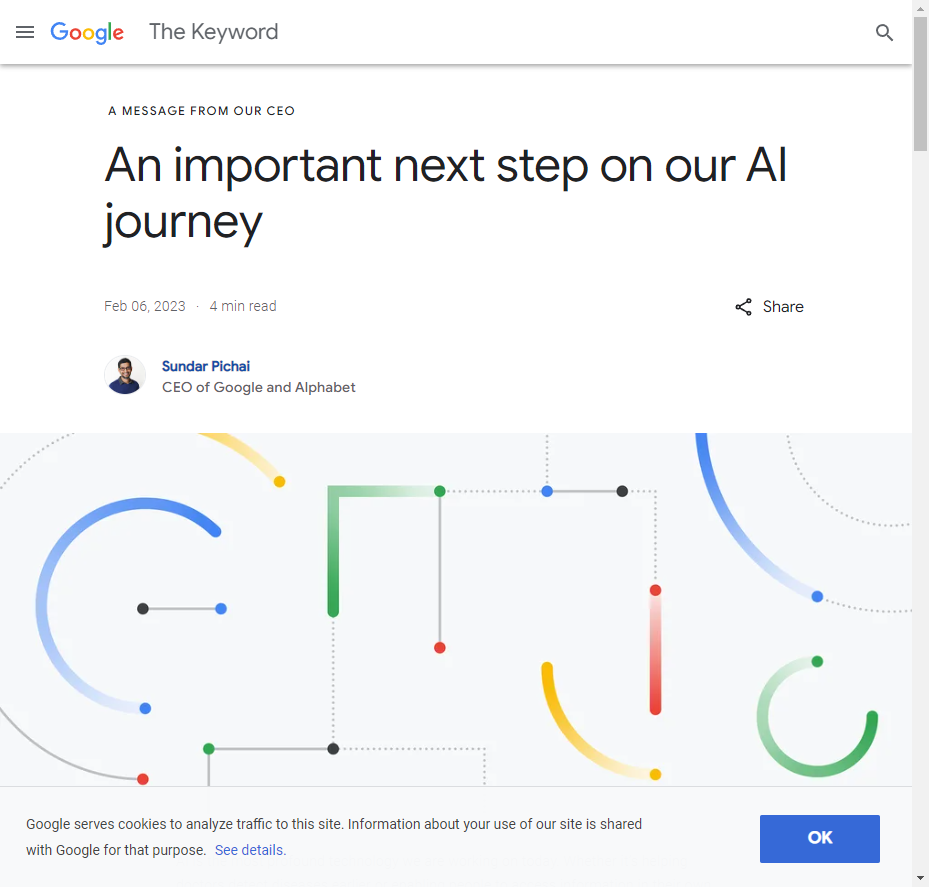 Google The Keyword
A MESSAGE FROM OUR CEO
An important next step on our AI
journey
Feb 06, 2023 · 4 min read
Share
Sundar Pichai
CEO of Google and Alphabet
Google serves cookies to analyze traffic to this site. Information about your use of our site is shared
with Google for that purpose. See details.
OK